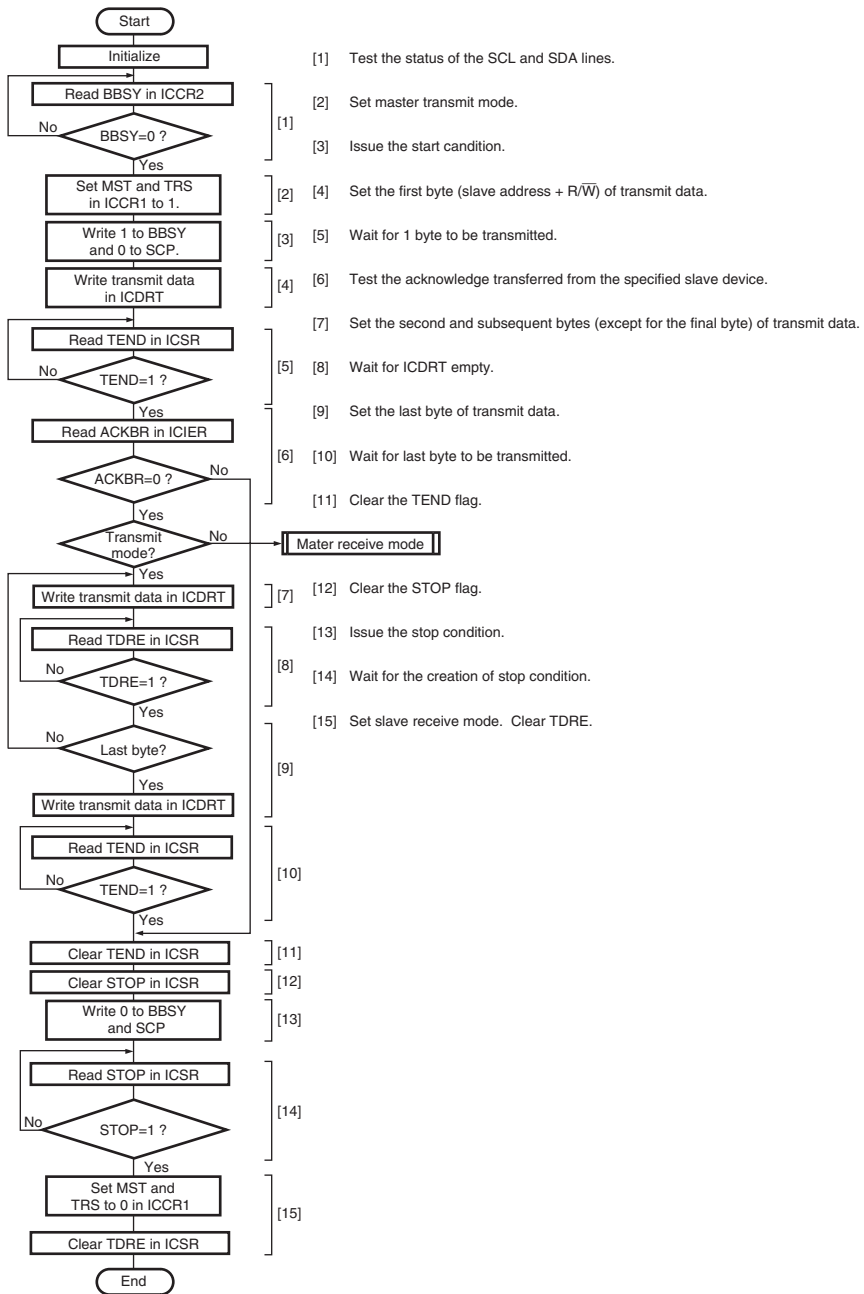 Start
Initialize
Read BBSY in ICCR2
No
BBSY=0 ?
[1]
Yes
Set MST and TRS
in ICCR1 to 1.
[2]
Write 1 to BBSY
and 0 to SCP.
[3]
Write transmit data
in ICDRT
[4]
Read TEND in ICSR
No
TEND=1 ?
[5]
Yes
Read ACKBR in ICIER
[6]
No
ACKBR=0 ?
Yes
Transmit
mode?
No
Mater receive mode
Yes
Write transmit data in ICDRT
[7]
Read TDRE in ICSR
No
TDRE=1 ?
[8]
Yes
No
Last byte?
[9]
Yes
Write transmit data in ICDRT
Read TEND in ICSR
No
TEND=1 ?
[10]
Yes
Clear TEND in ICSR
[11]
Clear STOP in ICSR
[12]
Write 0 to BBSY
and SCP
[13]
Read STOP in ICSR
No
STOP=1 ?
[14]
Yes
Set MST and
TRS to 0 in ICCR1
[15]
Clear TDRE in ICSR
End
[1] Test the status of the SCL and SDA lines.
[2] Set master transmit mode.
[3] Issue the start candition.
[4] Set the first byte (slave address + R/W̅) of transmit data.
[5] Wait for 1 byte to be transmitted.
[6] Test the acknowledge transferred from the specified slave device.
[7] Set the second and subsequent bytes (except for the final byte) of transmit data.
[8] Wait for ICDRT empty.
[9] Set the last byte of transmit data.
[10] Wait for last byte to be transmitted.
[11] Clear the TEND flag.
[12] Clear the STOP flag.
[13] Issue the stop condition.
[14] Wait for the creation of stop condition.
[15] Set slave receive mode. Clear TDRE.